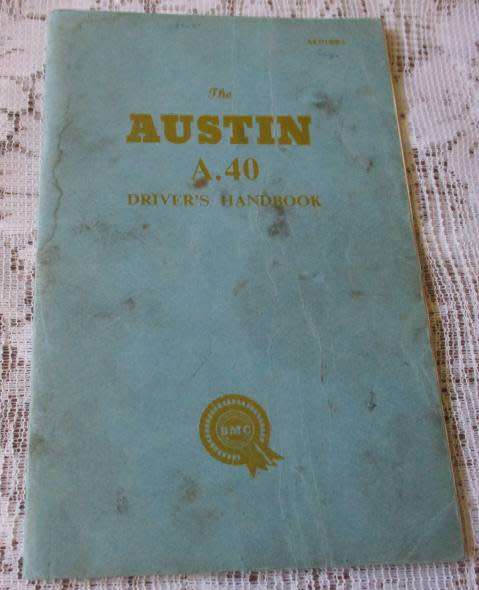 The
AUSTIN
A.40
DRIVER'S HANDBOOK
BMC